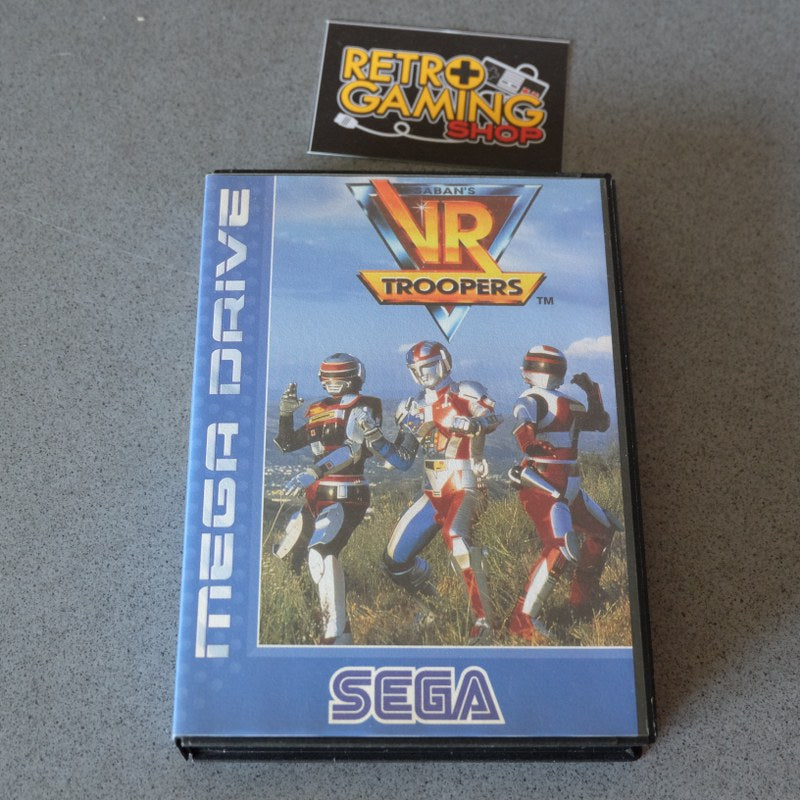 RETRO
GAMING
SHOP
MEGA DRIVE
SABAN'S
VR
TROOPERS
TM
SEGA